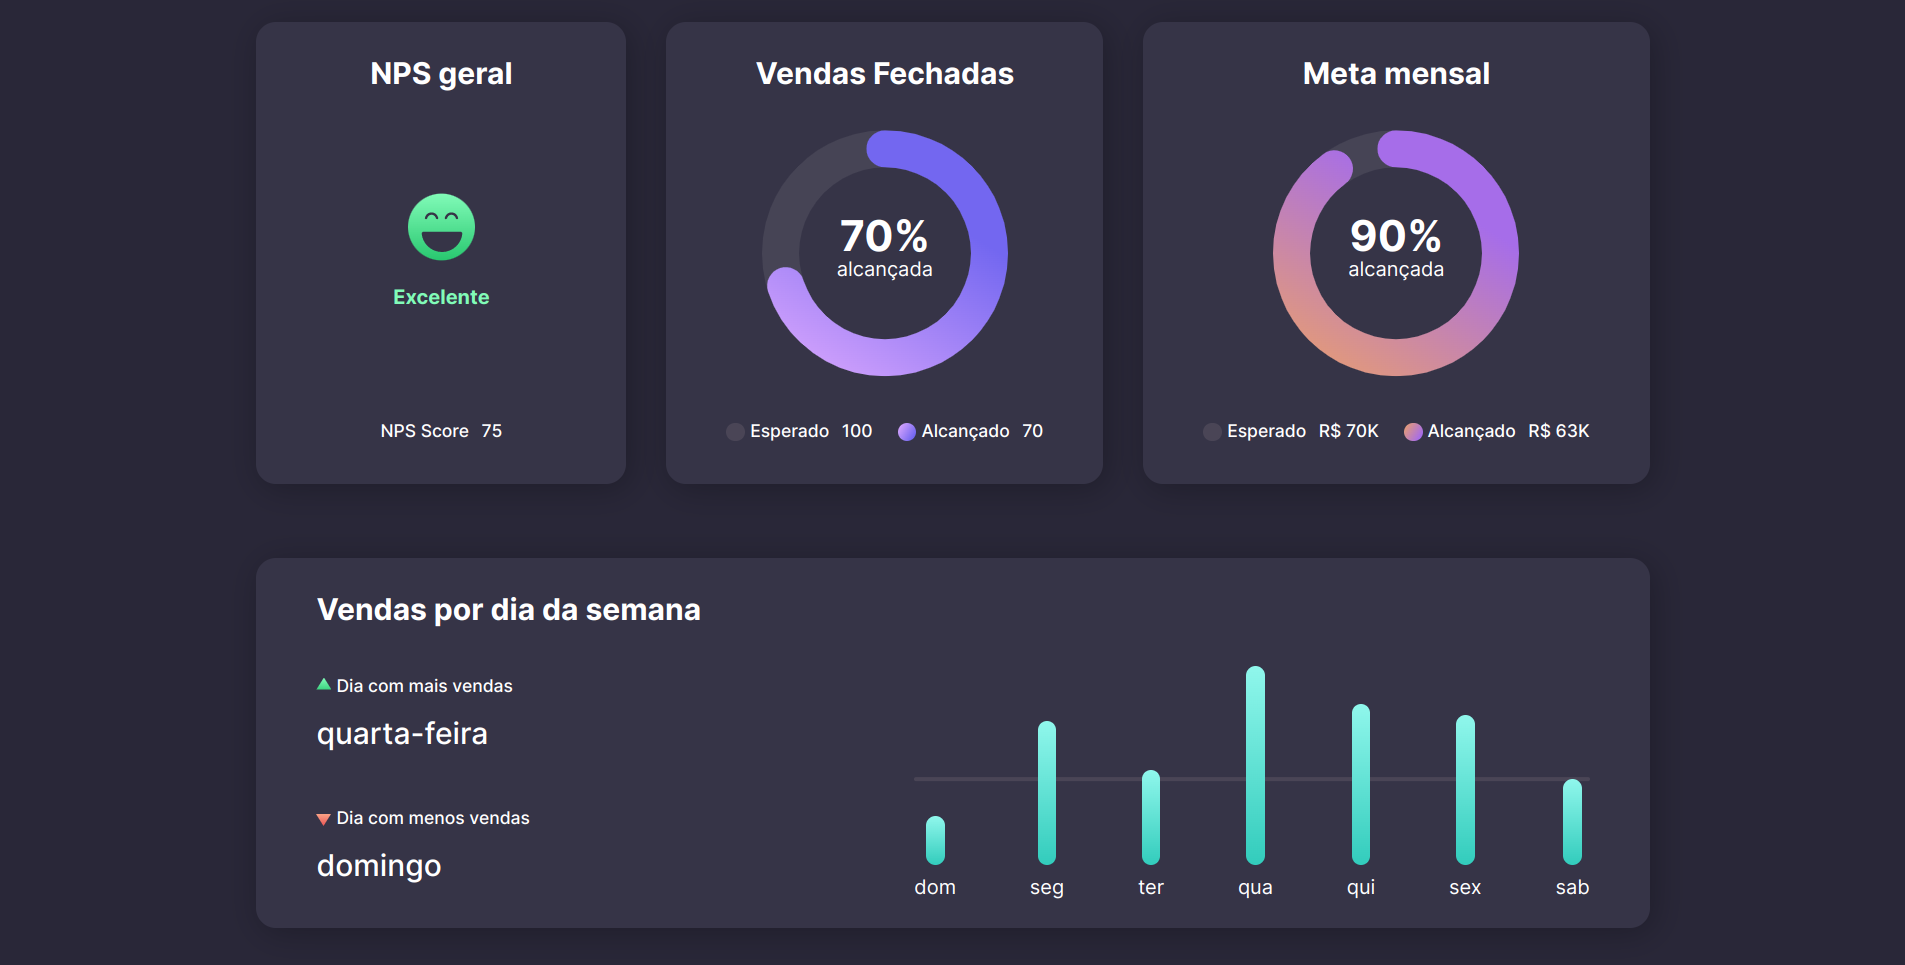 NPS geral
Excelente
NPS Score 75
Vendas Fechadas
70%
alcançada
Esperado 100 Alcançado 70
Meta mensal
90%
alcançada
Esperado R$ 70K Alcançado R$ 63K
Vendas por dia da semana
Dia com mais vendas
quarta-feira
Dia com menos vendas
domingo
dom seg ter qua qui sex sab